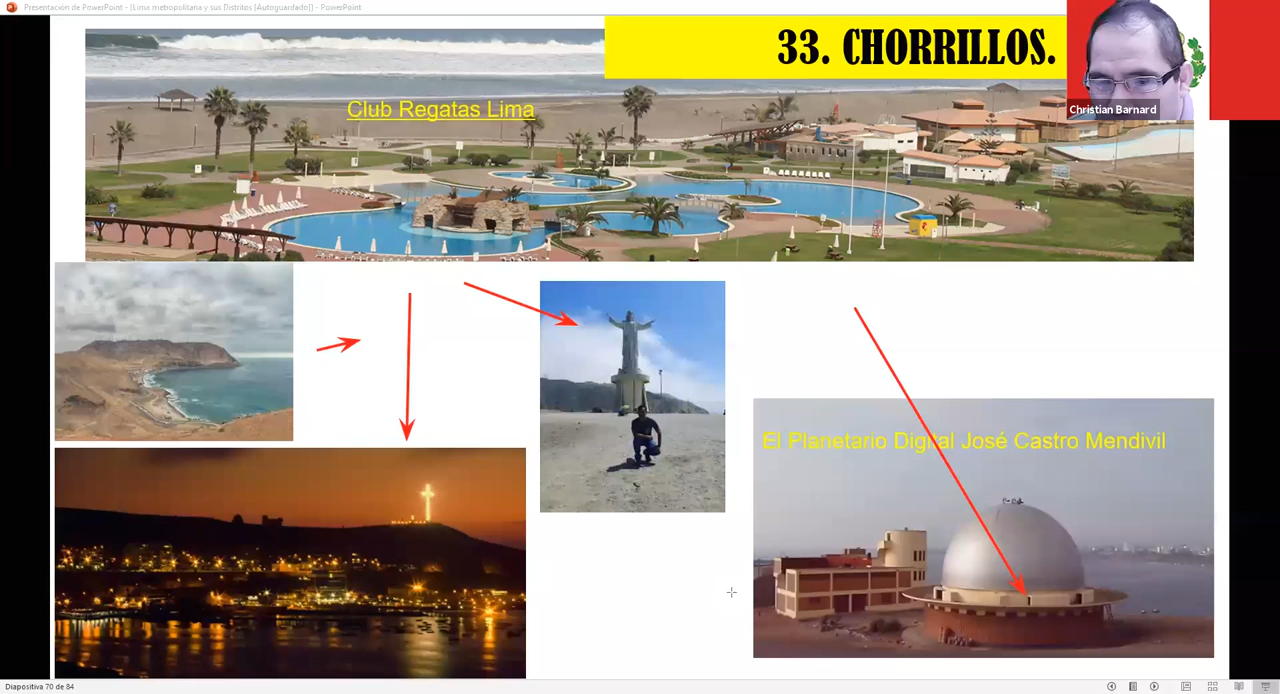 Presentación de PowerPoint - [Lima metropolitana y sus Distritos [Autoguardado]] - PowerPoint
33. CHORRILLOS.
Christian Barnard
Club Regatas Lima
El Planetario Digital José Castro Mendivil
Diapositiva 70 de 84